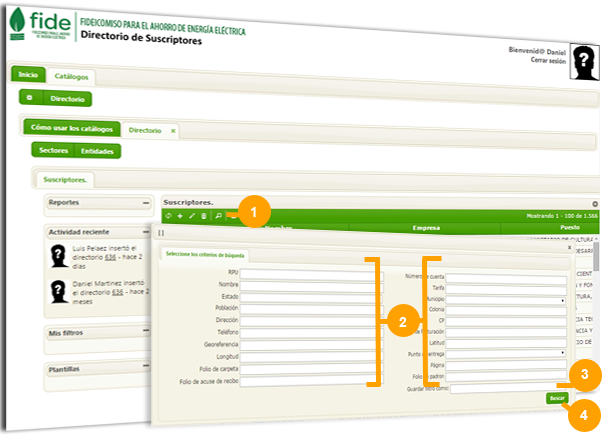 fide
FIDEICOMISO PARA EL AHORRO DE ENERGÍA ELÉCTRICA
Directorio de Suscriptores
Bienvenid@ Daniel
Cerrar sesión
Inicio
Catálogos
Directorio
Cómo usar los catálogos
Directorio x
Sectores
Entidades
Suscriptores.
Reportes
Actividad reciente
Luis Pelaez insertó el
directorio 636 - hace 2
días
Daniel Martinez insertó
el directorio 636 - hace 2
meses
Mis filtros
Plantillas
Suscriptores.
1
Mostrando 1 - 100 de 1.566
Nombre
Empresa
Puesto
[ ]
x
Seleccione los criterios de búsqueda
RPU
Nombre
Estado
Población
Dirección
Teléfono
Georeferencia
Longitud
Folio de carpeta
Folio de acuse de recibo
2
Número de cuenta
Tarifa
Municipio
Colonia
CP
Latitud
Punto de entrega
Página
Folio de padron
Guardar filtro como:
3
Buscar
4